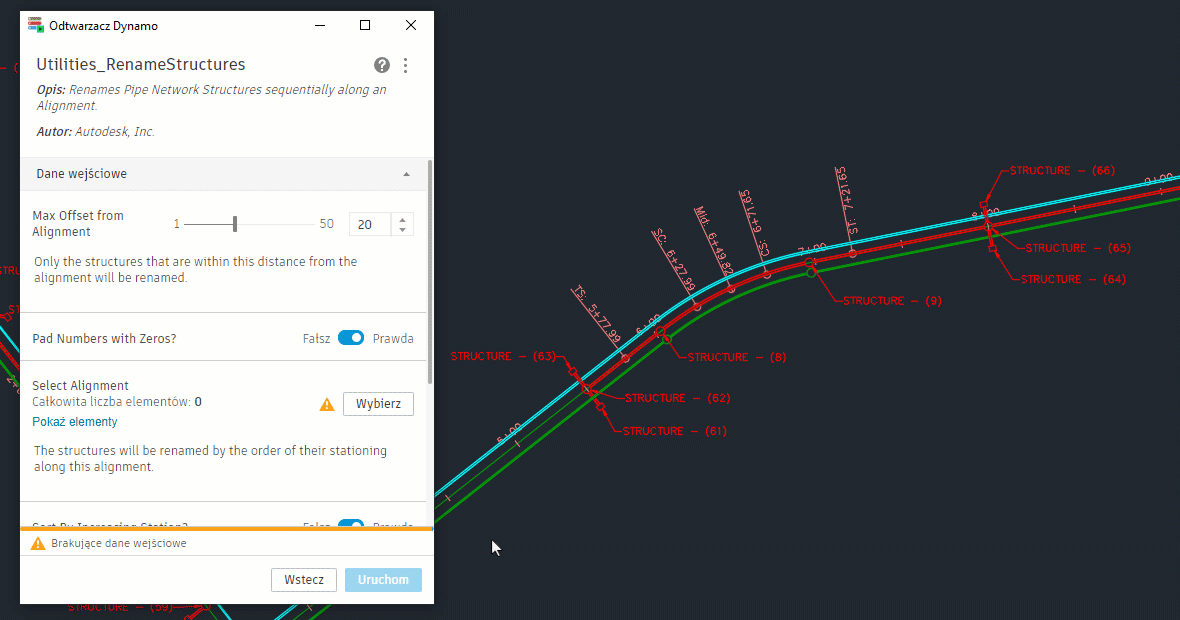 Odtwarzacz Dynamo
Utilities_RenameStructures
Opis: Renames Pipe Network Structures sequentially along an
Alignment.
Autor: Autodesk, Inc.
Dane wejściowe
Max Offset from
Alignment
1
50
20
Only the structures that are within this distance from the
alignment will be renamed.
Pad Numbers with Zeros?
Fałsz
Prawda
Select Alignment
Całkowita liczba elementów: 0
Pokaż elementy
Wybierz
The structures will be renamed by the order of their stationing
along this alignment.
Sort By Increasing Station?
Fałsz
Prawda
Brakujące dane wejściowe
Wstecz
Uruchom
STRUCTURE - (66)
STRUCTURE - (65)
STRUCTURE - (64)
STRUCTURE - (9)
STRUCTURE - (8)
STRUCTURE - (63)
STRUCTURE - (62)
STRUCTURE - (61)
STRUCTURE - (59)
TS: 5+77.99
SC: 6+27.99
Mid: 6+49.82
CS: 6+71.65
ST: 7+21.65
5+00
6+00
7+00
8+00